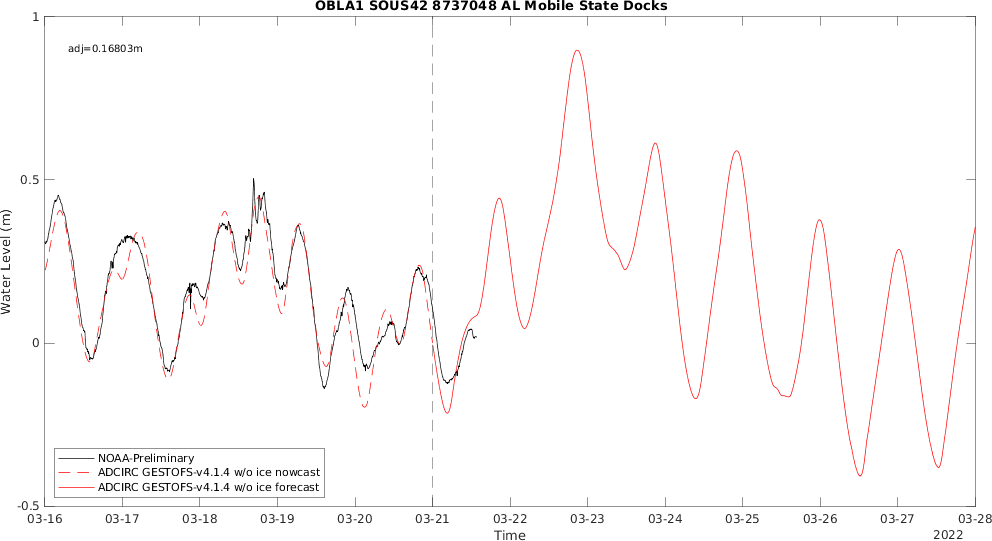 OBLA1 SOUS42 8737048 AL Mobile State Docks
adj=0.16803m
Water Level (m)
1
0.5
0
-0.5
NOAA-Preliminary
ADCIRC GESTOFS-v4.1.4 w/o ice nowcast
ADCIRC GESTOFS-v4.1.4 w/o ice forecast
03-16 03-17 03-18 03-19 03-20 03-21 03-22 03-23 03-24 03-25 03-26 03-27 03-28
Time
2022